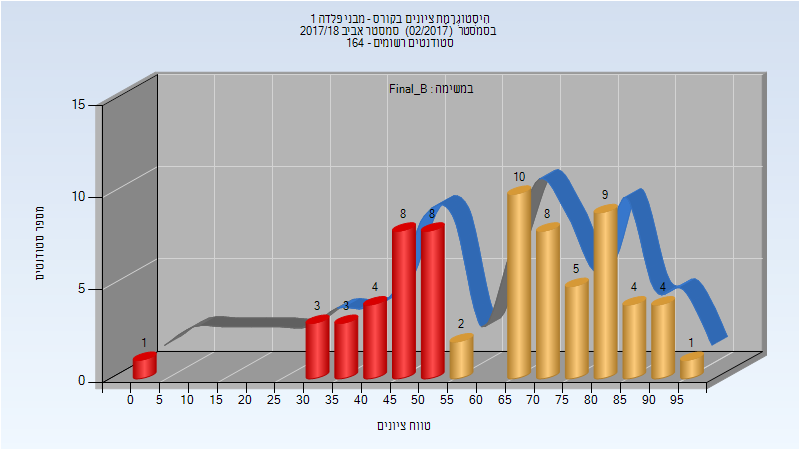 היסטוגרמת ציונים בקורס - מבני פלדה 1
בסמסטר (02/2017) סמסטר אביב 2017/18
סטודנטים רשומים - 164
במשימה : Final_B
15
10
5
0
מספר סטודנטים
1
3
3
4
8
8
2
10
8
5
9
4
4
1
0 5 10 15 20 25 30 35 40 45 50 55 60 65 70 75 80 85 90 95
טווח ציונים